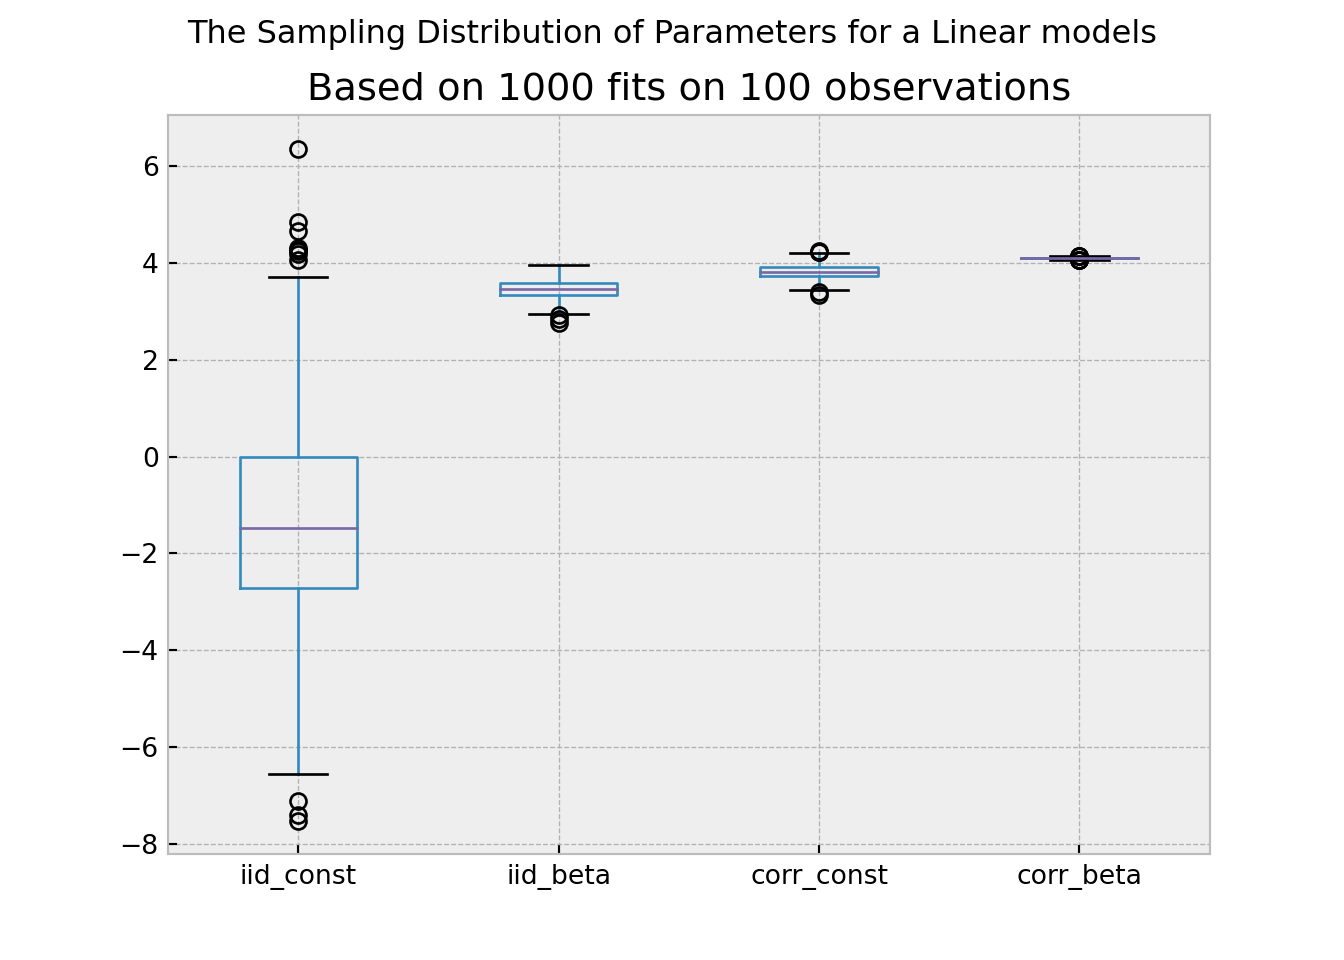 The Sampling Distribution of Parameters for a Linear models
Based on 1000 fits on 100 observations
6
4
2
0
−2
−4
−6
−8
iid_const iid_beta corr_const corr_beta